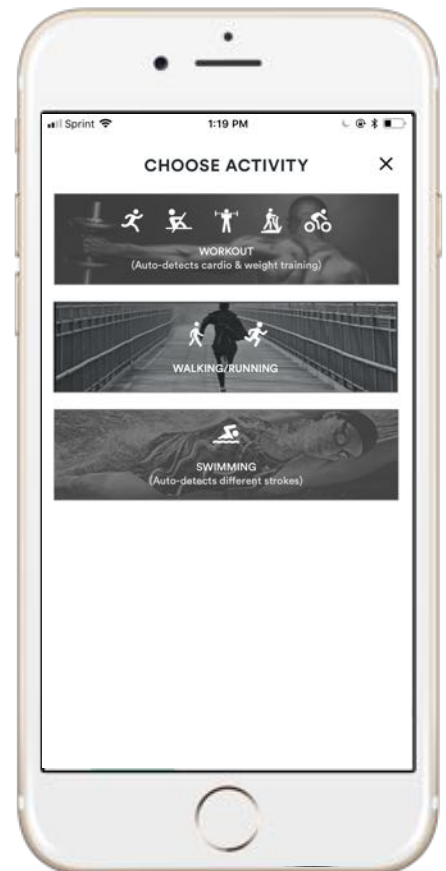 Sprint 1:19 PM
CHOOSE ACTIVITY
WORKOUT
(Auto-detects cardio & weight training)
WALKING/RUNNING
SWIMMING
(Auto-detects different strokes)